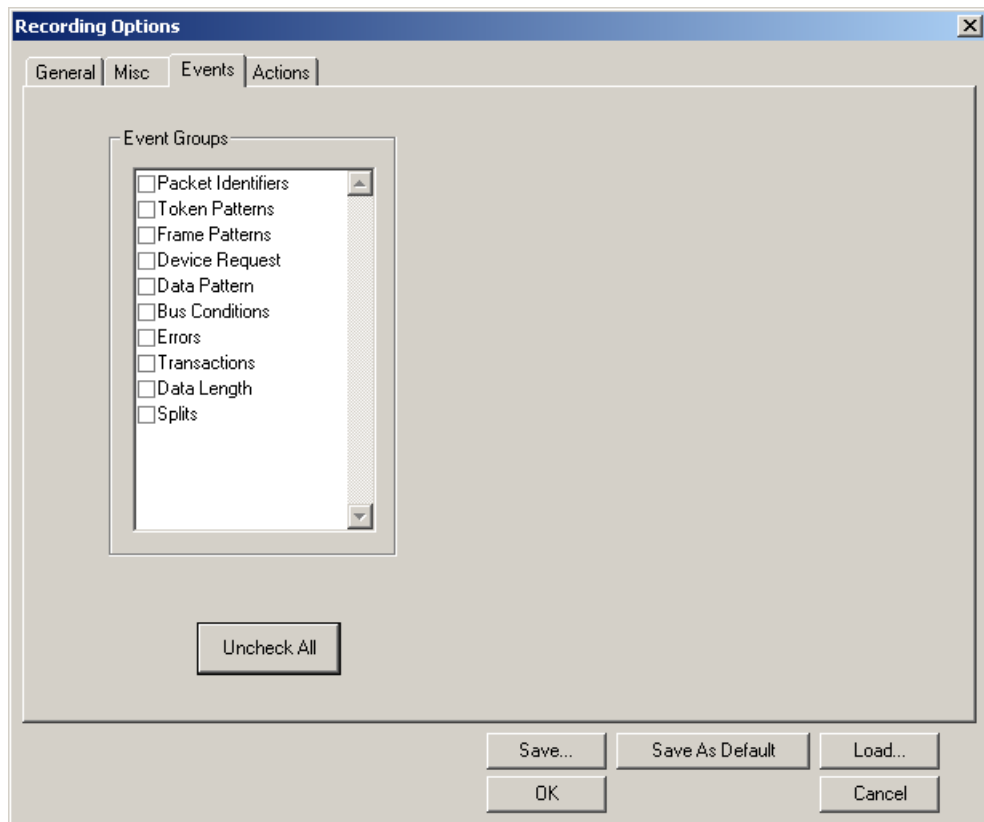 Recording Options
General Misc Events Actions
Event Groups
Packet Identifiers
Token Patterns
Frame Patterns
Device Request
Data Pattern
Bus Conditions
Errors
Transactions
Data Length
Splits
Uncheck All
Save... Save As Default Load...
OK Cancel